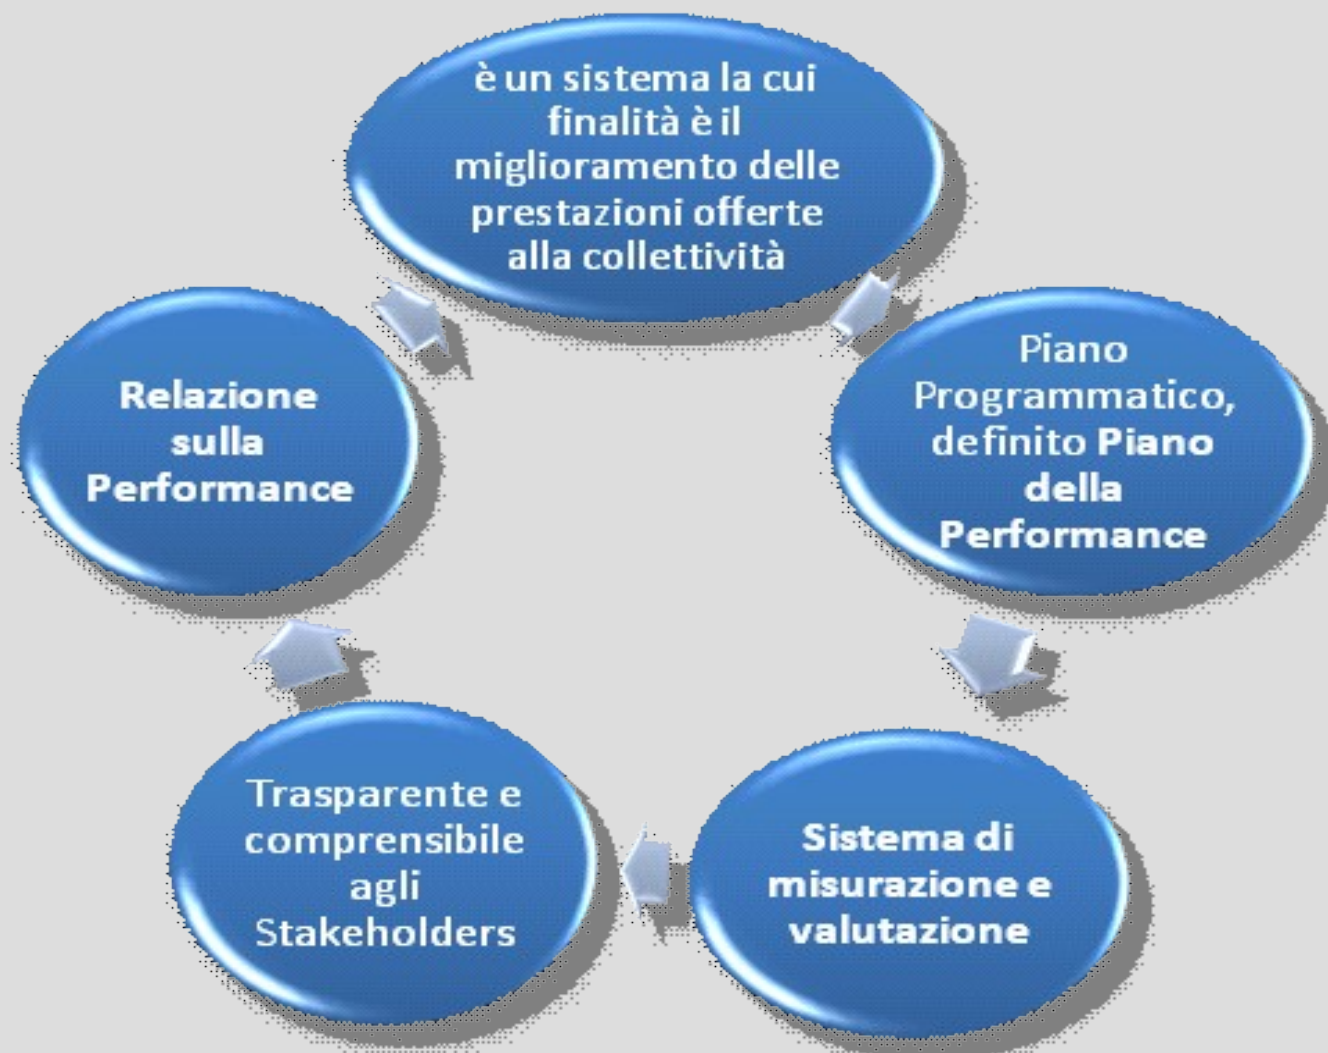 è un sistema la cui
finalità è il
miglioramento delle
prestazioni offerte
alla collettività
Piano
Programmatico,
definito Piano
della
Performance
Sistema di
misurazione e
valutazione
Trasparente e
comprensibile
agli
Stakeholders
Relazione
sulla
Performance